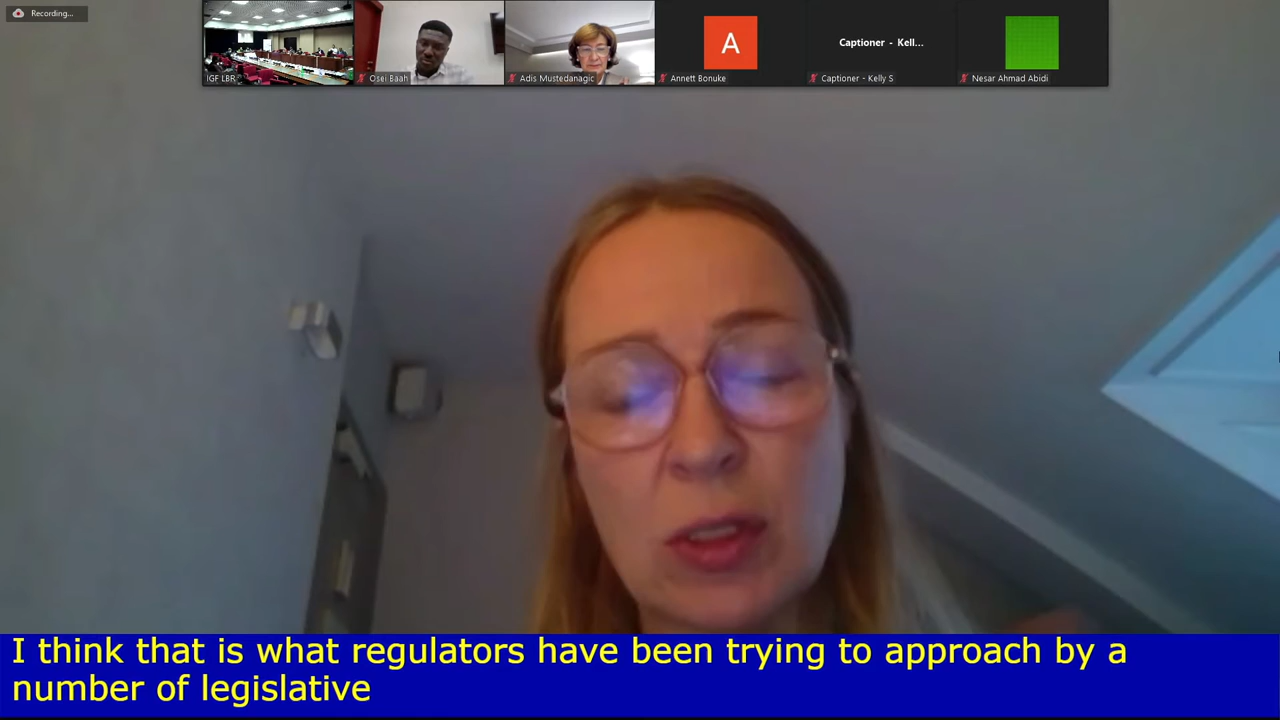 Recording...
IGF LBR
Osei Baah
Adis Mustedanagic
A
Annett Bonuke
Captioner - Kell...
Captioner - Kelly S
Nesar Ahmad Abidi
I think that is what regulators have been trying to approach by a
number of legislative